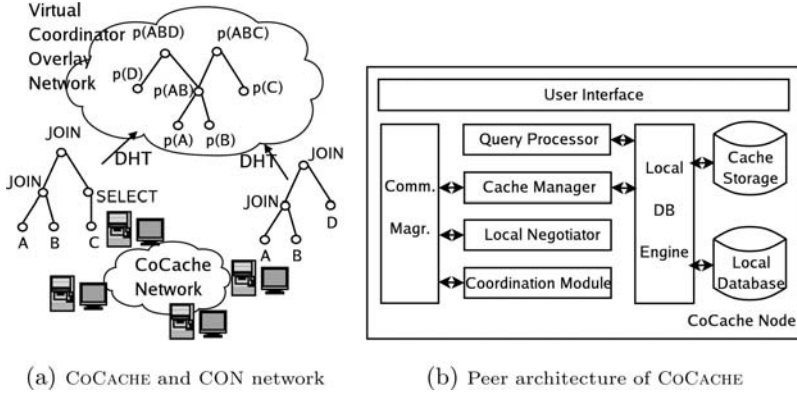 Virtual
Coordinator
Overlay
Network
p(ABD)
p(ABC)
p(D)
p(AB)
p(C)
p(A)
p(B)
JOIN
DHT
DHT
JOIN
JOIN
SELECT
JOIN
D
A
B
C
A
B
CoCache
Network
(a) COCACHE and CON network
User Interface
Query Processor
Comm.
Magr.
Cache Manager
Local Negotiator
Coordination Module
Local
DB
Engine
Cache
Storage
Local
Database
CoCache Node
(b) Peer architecture of COCACHE